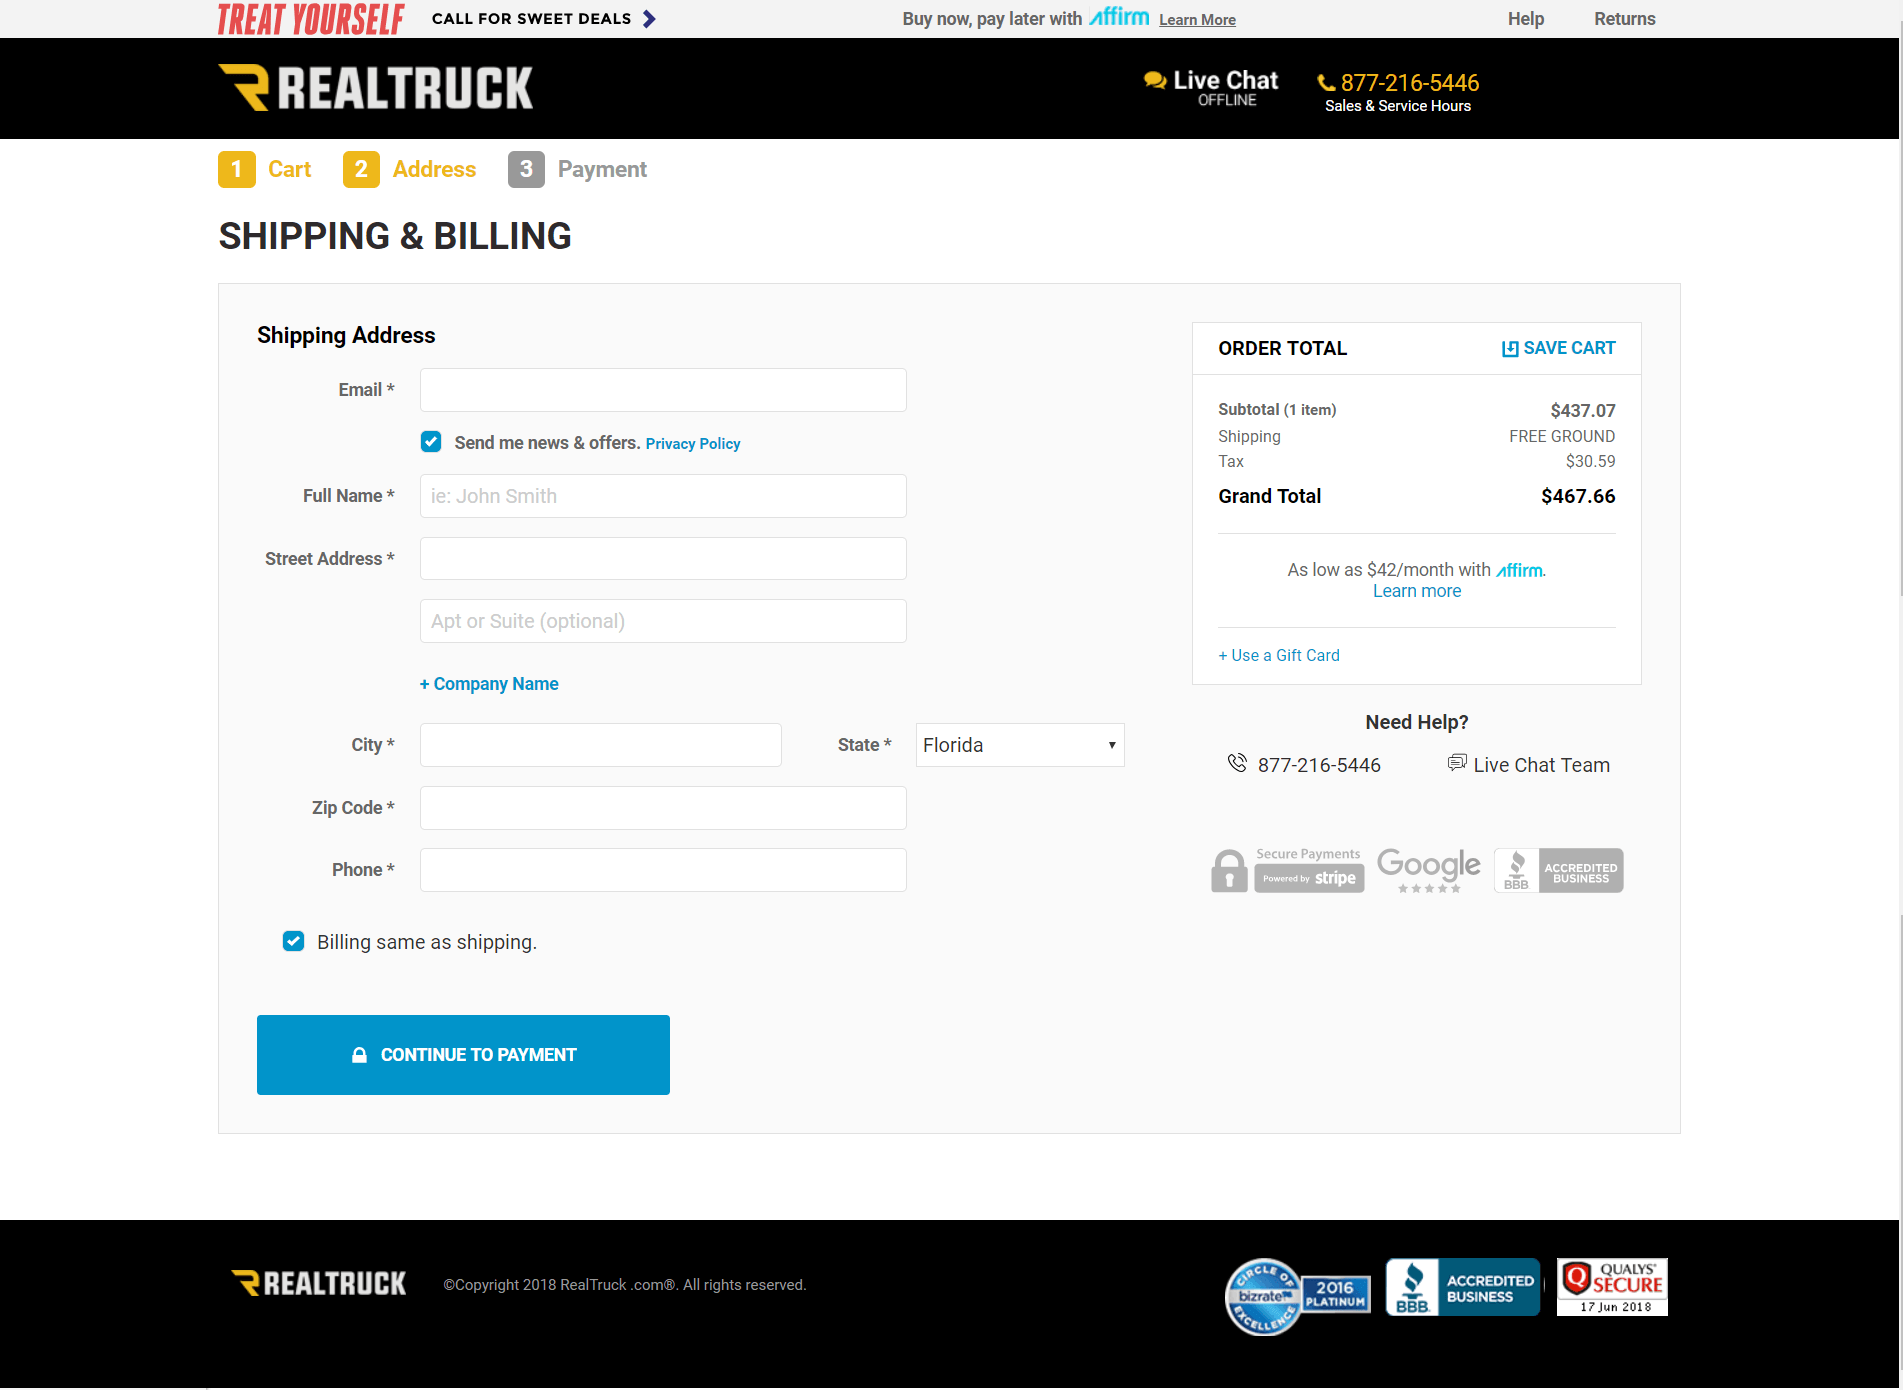 TREAT YOURSELF CALL FOR SWEET DEALS
Buy now, pay later with affirm Learn More
Help Returns
REALTRUCK
Live Chat
OFFLINE
877-216-5446
Sales & Service Hours
1 Cart 2 Address 3 Payment
SHIPPING & BILLING
Shipping Address
Email *
Send me news & offers. Privacy Policy
Full Name * ie: John Smith
Street Address *
Apt or Suite (optional)
+ Company Name
City * State * Florida
Zip Code *
Phone *
Billing same as shipping.
CONTINUE TO PAYMENT
ORDER TOTAL SAVE CART
Subtotal (1 item) $437.07
Shipping FREE GROUND
Tax $30.59
Grand Total $467.66
As low as $42/month with affirm.
Learn more
+ Use a Gift Card
Need Help?
877-216-5446 Live Chat Team
Secure Payments
Powered by stripe
Google
BBB.
ACCREDITED
BUSINESS
REALTRUCK
©Copyright 2018 RealTruck .com®. All rights reserved.
CIRCLE OF
bizrate
EXCELLENCE
2016
PLATINUM
BBB.
ACCREDITED
BUSINESS
QUALYS®
SECURE
17 Jun 2018